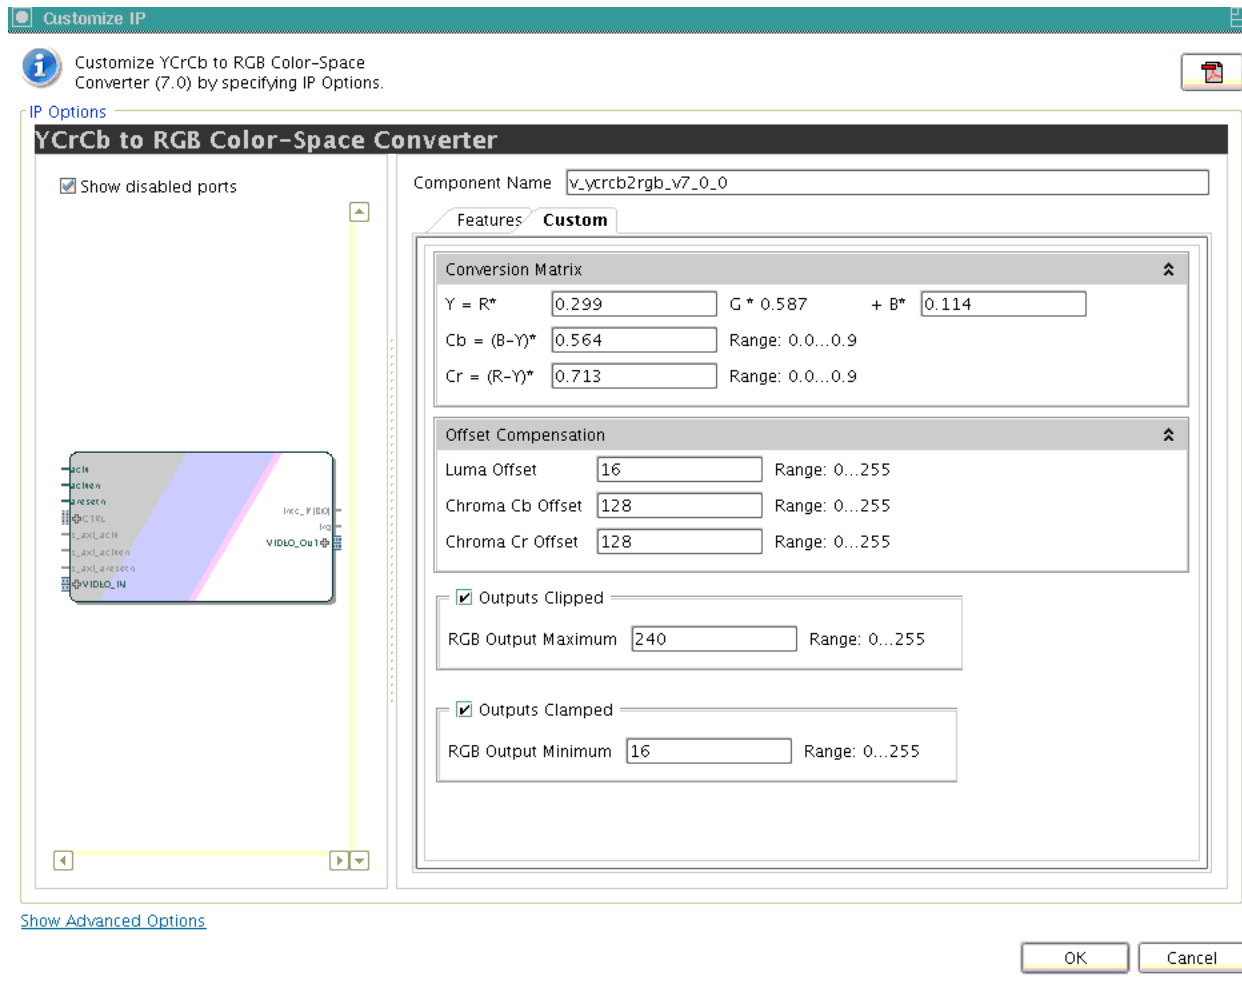 Customize IP
Customize YCrCb to RGB Color-Space
Converter (7.0) by specifying IP Options.
IP Options
YCrCb to RGB Color-Space Converter
Show disabled ports
Component Name v_ycrcb2rgb_v7_0_0
Features Custom
Conversion Matrix
Y = R* 0.299 G * 0.587 + B* 0.114
Cb = (B-Y)* 0.564 Range: 0.0...0.9
Cr = (R-Y)* 0.713 Range: 0.0...0.9
Offset Compensation
Luma Offset 16 Range: 0...255
Chroma Cb Offset 128 Range: 0...255
Chroma Cr Offset 128 Range: 0...255
Outputs Clipped
RGB Output Maximum 240 Range: 0...255
Outputs Clamped
RGB Output Minimum 16 Range: 0...255
aclk
aclken
aresetn
CTRL
s_axi_aclk
s_axi_aclken
s_axi_aresetn
VIDEO_IN
irq
VIDEO_OUT
Show Advanced Options
OK Cancel